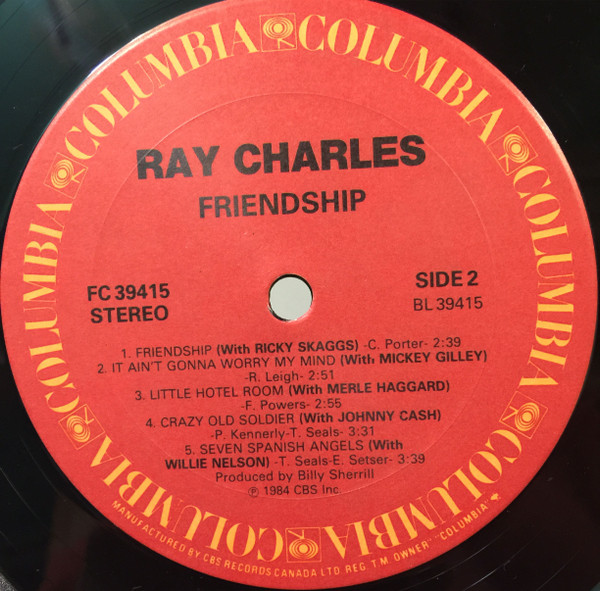 COLUMBIA COLUMBIA COLUMBIA COLUMBIA COLUMBIA COLUMBIA
RAY CHARLES
FRIENDSHIP
FC 39415
STEREO
SIDE 2
BL 39415
1. FRIENDSHIP (With RICKY SKAGGS) -C. Porter- 2:39
2. IT AIN'T GONNA WORRY MY MIND (With MICKEY GILLEY)
-R. Leigh- 2:51
3. LITTLE HOTEL ROOM (With MERLE HAGGARD)
-F. Powers- 2:55
4. CRAZY OLD SOLDIER (With JOHNNY CASH)
-P. Kennerly-T. Seals- 3:31
5. SEVEN SPANISH ANGELS (With
WILLIE NELSON) -T. Seals-E. Setser- 3:39
Produced by Billy Sherrill
℗ 1984 CBS Inc.
MANUFACTURED BY CBS RECORDS CANADA LTD REG. T M OWNER "COLUMBIA"